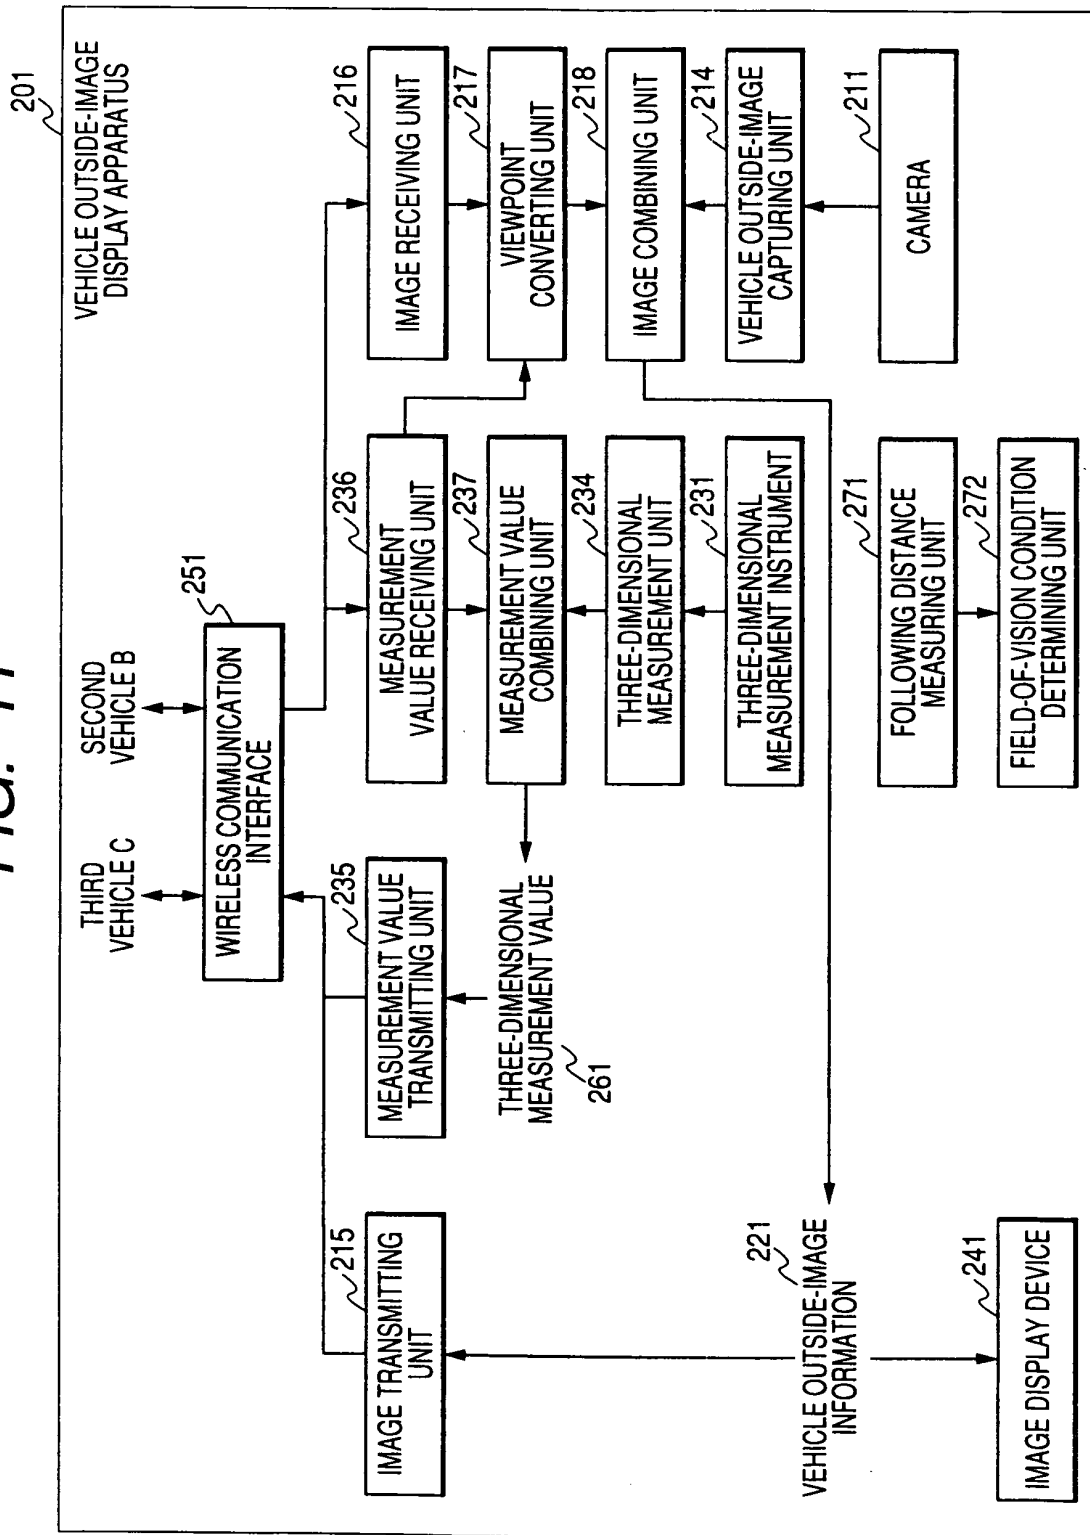 FIG.
201
VEHICLE OUTSIDE-IMAGE
DISPLAY APPARATUS
THIRD
VEHICLE C
SECOND
VEHICLE B
251
WIRELESS COMMUNICATION
INTERFACE
215
IMAGE TRANSMITTING
UNIT
235
MEASUREMENT VALUE
TRANSMITTING UNIT
236
MEASUREMENT
VALUE RECEIVING UNIT
216
IMAGE RECEIVING UNIT
THREE-DIMENSIONAL
MEASUREMENT VALUE
261
237
MEASUREMENT VALUE
COMBINING UNIT
217
VIEWPOINT
CONVERTING UNIT
234
THREE-DIMENSIONAL
MEASUREMENT UNIT
218
IMAGE COMBINING UNIT
231
THREE-DIMENSIONAL
MEASUREMENT INSTRUMENT
214
VEHICLE OUTSIDE-IMAGE
CAPTURING UNIT
221
VEHICLE OUTSIDE-IMAGE
INFORMATION
271
FOLLOWING DISTANCE
MEASURING UNIT
211
CAMERA
241
IMAGE DISPLAY DEVICE
272
FIELD-OF-VISION CONDITION
DETERMINING UNIT